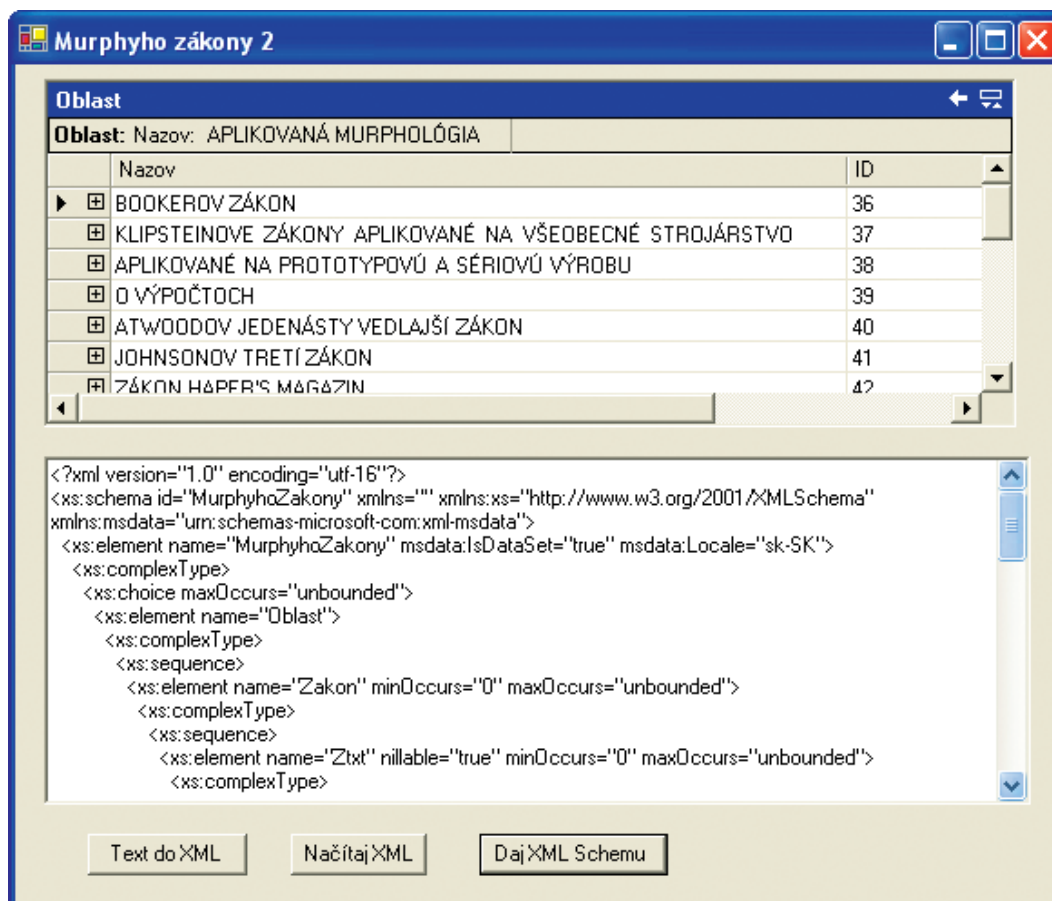 Murphyho zákony 2
Oblast
Oblast: Nazov: APLIKOVANÁ MURPHOLÓGIA
Nazov ID
BOOKEROV ZÁKON 36
KLIPSTEINOVE ZÁKONY APLIKOVANÉ NA VŠEOBECNÉ STROJÁRSTVO 37
APLIKOVANÉ NA PROTOTYPOVÚ A SÉRIOVÚ VÝROBU 38
O VÝPOČTOCH 39
ATWOODOV JEDENÁSTY VEDLAJŠÍ ZÁKON 40
JOHNSONOV TRETÍ ZÁKON 41
ZÁKON HAPER'S MAGAZIN 42
<?xml version="1.0" encoding="utf-16"?>
<xs:schema id="MurphyhoZakony" xmlns="" xmlns:xs="http://www.w3.org/2001/XMLSchema"
xmlns:msdata="urn:schemas-microsoft-com:xml-msdata">
<xs:element name="MurphyhoZakony" msdata:IsDataSet="true" msdata:Locale="sk-SK">
<xs:complexType>
<xs:choice maxOccurs="unbounded">
<xs:element name="Oblast">
<xs:complexType>
<xs:sequence>
<xs:element name="Zakon" minOccurs="0" maxOccurs="unbounded">
<xs:complexType>
<xs:sequence>
<xs:element name="Ztxt" nillable="true" minOccurs="0" maxOccurs="unbounded">
<xs:complexType>
Text do XML Načítaj XML Daj XML Schemu